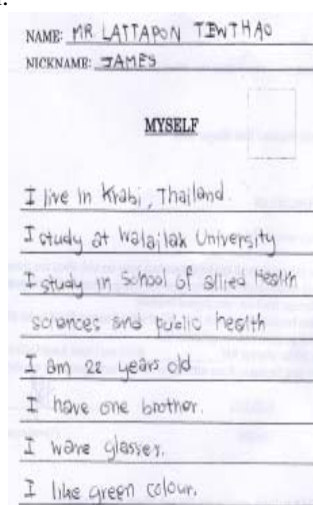 NAME: MR LATTAPON TEWTHAO
NICKNAME: JAMES
MYSELF
I live in Krabi, Thailand.
I study at Walailak University
I study in School of allied Health
sciences and public health
I am 22 years old
I have one brother.
I ware glasses.
I like green colour.